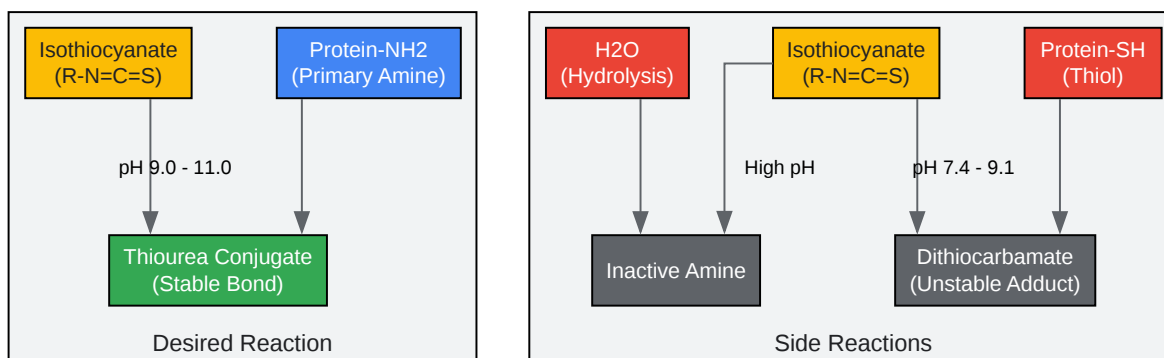 Isothiocyanate
(R-N=C=S)
Protein-NH2
(Primary Amine)
pH 9.0 - 11.0
Thiourea Conjugate
(Stable Bond)
Desired Reaction
H2O
(Hydrolysis)
Isothiocyanate
(R-N=C=S)
Protein-SH
(Thiol)
High pH
pH 7.4 - 9.1
Inactive Amine
Dithiocarbamate
(Unstable Adduct)
Side Reactions